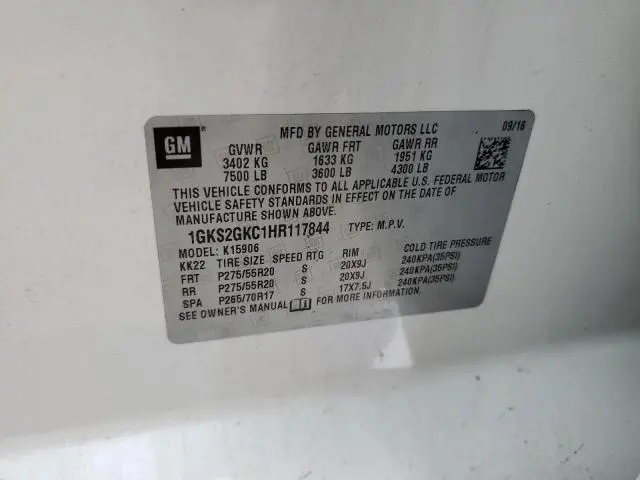 GM
MFD BY GENERAL MOTORS LLC 09/16
GVWR GAWR FRT GAWR RR
3402 KG 1633 KG 1951 KG
7500 LB 3600 LB 4300 LB
THIS VEHICLE CONFORMS TO ALL APPLICABLE U.S. FEDERAL MOTOR
VEHICLE SAFETY STANDARDS IN EFFECT ON THE DATE OF
MANUFACTURE SHOWN ABOVE.
1GKS2GKC1HR117844 TYPE: M.P.V.
MODEL: K15906
KK22 TIRE SIZE SPEED RTG RIM COLD TIRE PRESSURE
FRT P275/55R20 S 20X9J 240KPA(35PSI)
RR P275/55R20 S 20X9J 240KPA(35PSI)
SPA P265/70R17 S 17X7.5J 240KPA(35PSI)
SEE OWNER'S MANUAL FOR MORE INFORMATION.